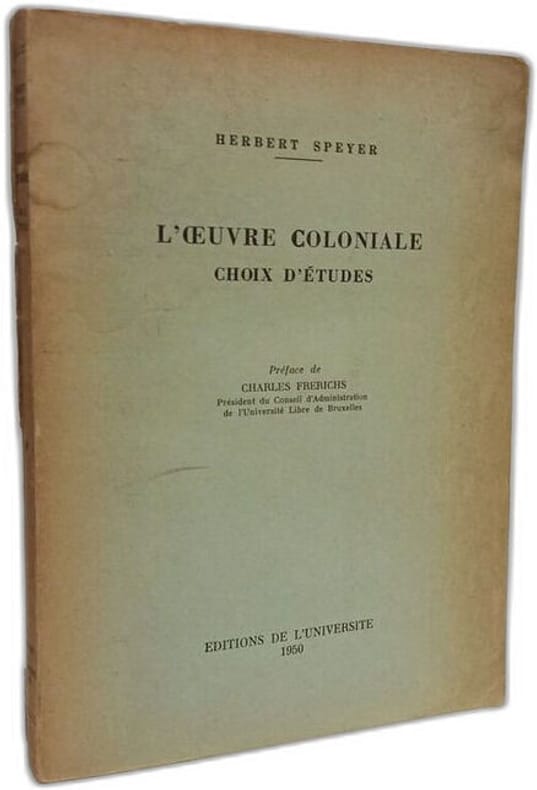 HERBERT SPEYER
L'ŒUVRE COLONIALE
CHOIX D'ÉTUDES
Préface de
CHARLES FRERICHS
Président du Conseil d'Administration
de l'Université Libre de Bruxelles
EDITIONS DE L'UNIVERSITE
1950